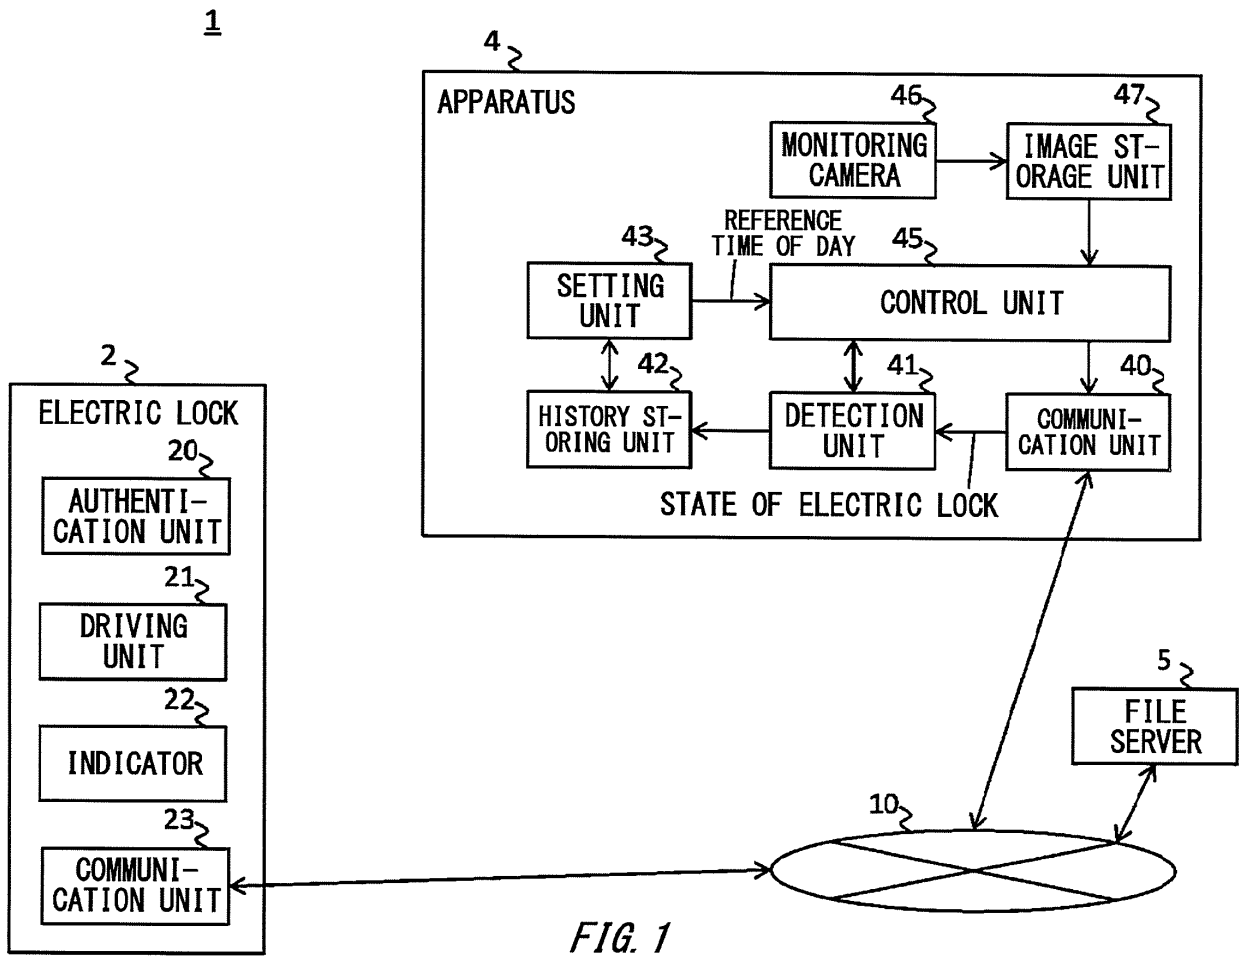 1
4
APPARATUS
46
MONITORING
CAMERA
47
IMAGE ST-
ORAGE UNIT
REFERENCE
TIME OF DAY
43
SETTING
UNIT
45
CONTROL UNIT
42
HISTORY ST-
ORING UNIT
41
DETECTION
UNIT
40
COMMUNI-
CATION UNIT
STATE OF ELECTRIC LOCK
2
ELECTRIC LOCK
20
AUTHENTI-
CATION UNIT
21
DRIVING
UNIT
22
INDICATOR
23
COMMUNI-
CATION UNIT
5
FILE
SERVER
10
FIG. 1